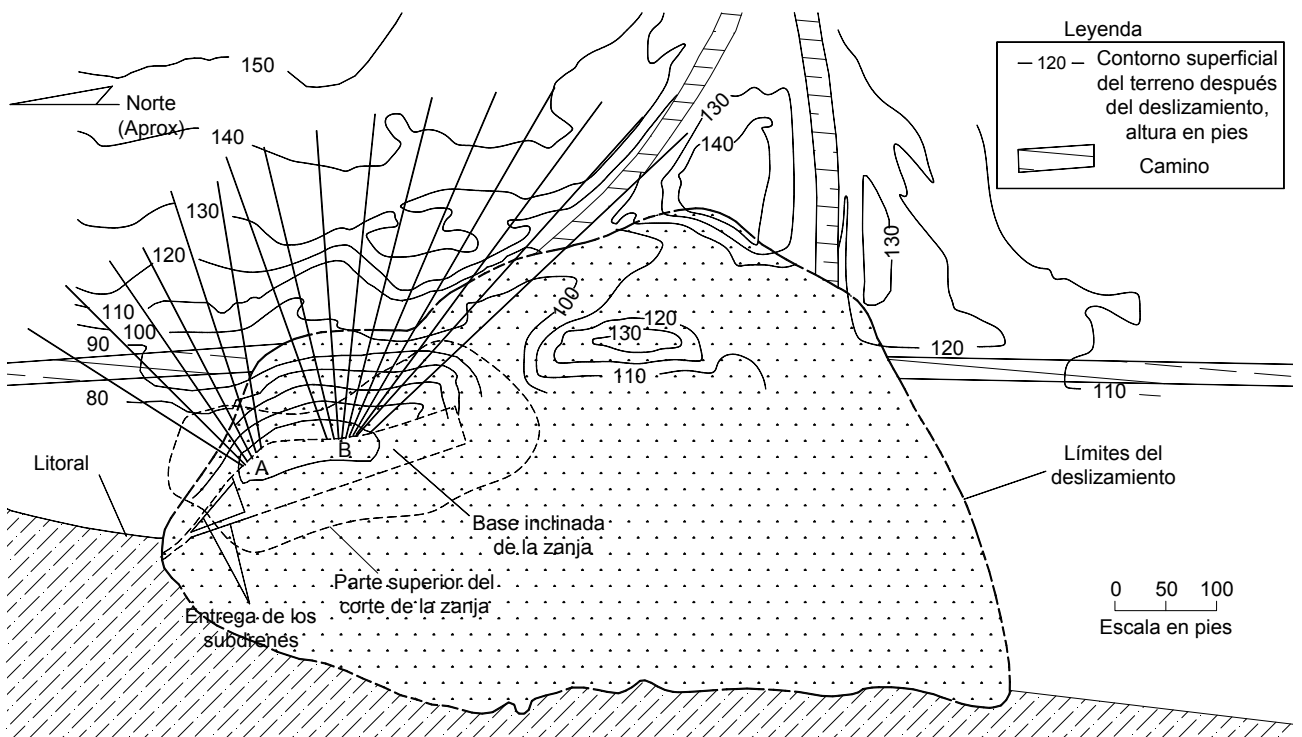 Leyenda
120
Contorno superficial
del terreno después
del deslizamiento,
altura en pies
Camino
150
Norte
(Aprox)
140
130
120
110
100
90
80
130
140
130
100
120
130
110
120
110
A
B
Litoral
Límites del
deslizamiento
Base inclinada
de la zanja
Parte superior del
corte de la zanja
Entrega de los
subdrenes
0 50 100
Escala en pies